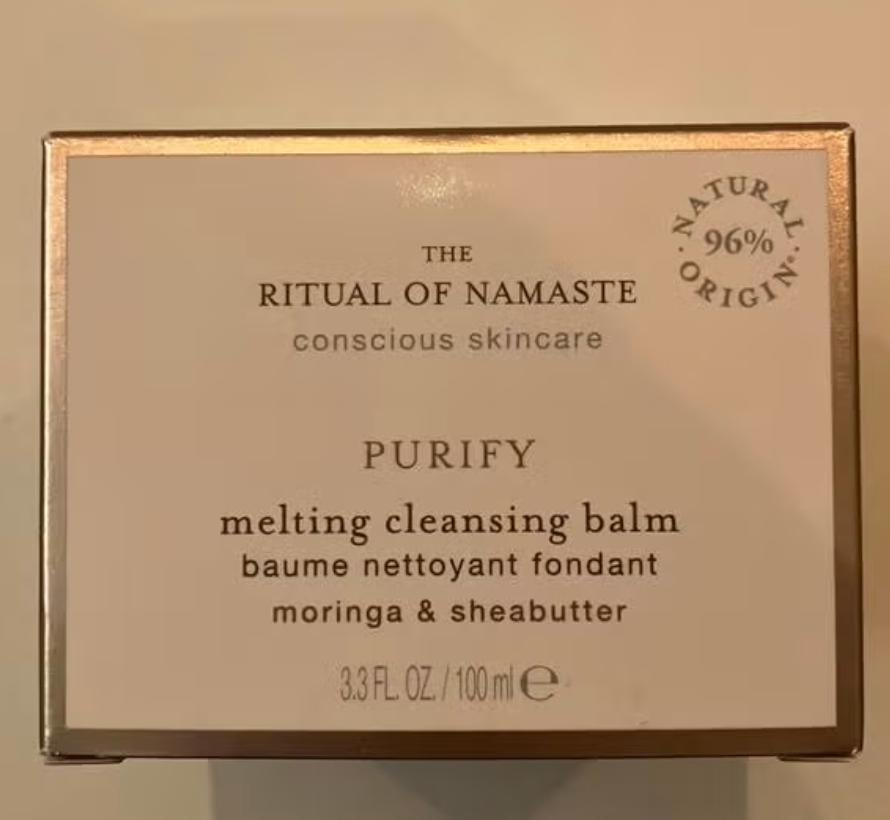 NATURAL
96%
ORIGIN*
THE
RITUAL OF NAMASTE
conscious skincare
PURIFY
melting cleansing balm
baume nettoyant fondant
moringa & sheabutter
3.3 FL. OZ. / 100 ml ℮